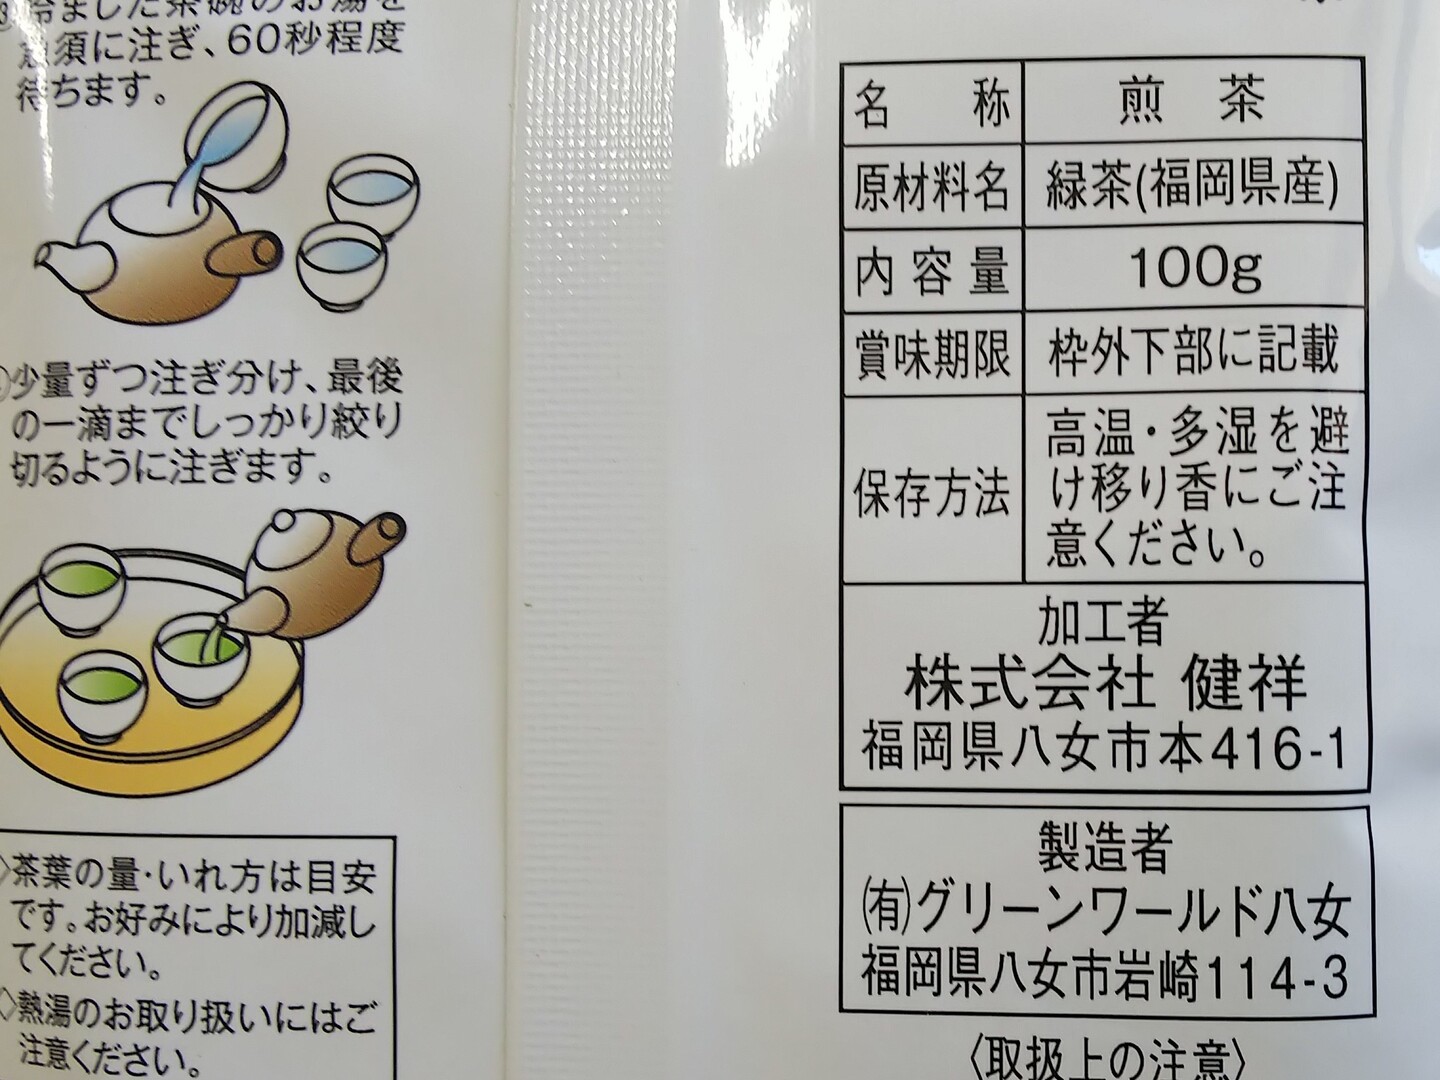 冷ました茶碗のお湯を
急須に注ぎ、60秒程度
待ちます。
少量ずつ注ぎ分け、最後
の一滴までしっかり絞り
切るように注ぎます。
◇茶葉の量・いれ方は目安
です。お好みにより加減し
てください。
◇熱湯のお取り扱いにはご
注意ください。
名称 煎茶
原材料名 緑茶(福岡県産)
内容量 100g
賞味期限 枠外下部に記載
保存方法 高温・多湿を避
け移り香にご注
意ください。
加工者
株式会社 健祥
福岡県八女市本416-1
製造者
㈲グリーンワールド八女
福岡県八女市岩崎114-3
〈取扱上の注意〉